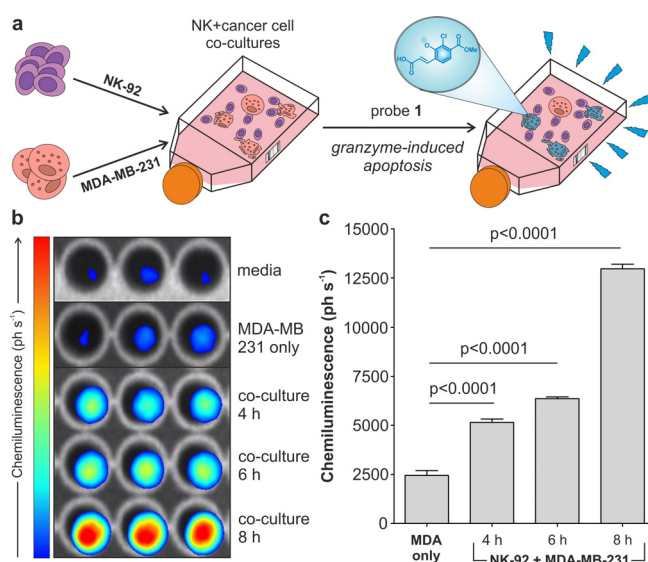 a
NK+cancer cell
co-cultures
NK-92
MDA-MB-231
HO
O
O
Cl
OMe
O
probe 1
granzyme-induced
apoptosis
b
Chemiluminescence (ph s⁻¹)
media
MDA-MB
231 only
co-culture
4 h
co-culture
6 h
co-culture
8 h
c
Chemiluminescence (ph s⁻¹)
15000
12500
10000
7500
5000
2500
0
p<0.0001
p<0.0001
p<0.0001
MDA
only
4 h
6 h
8 h
NK-92 + MDA-MB-231